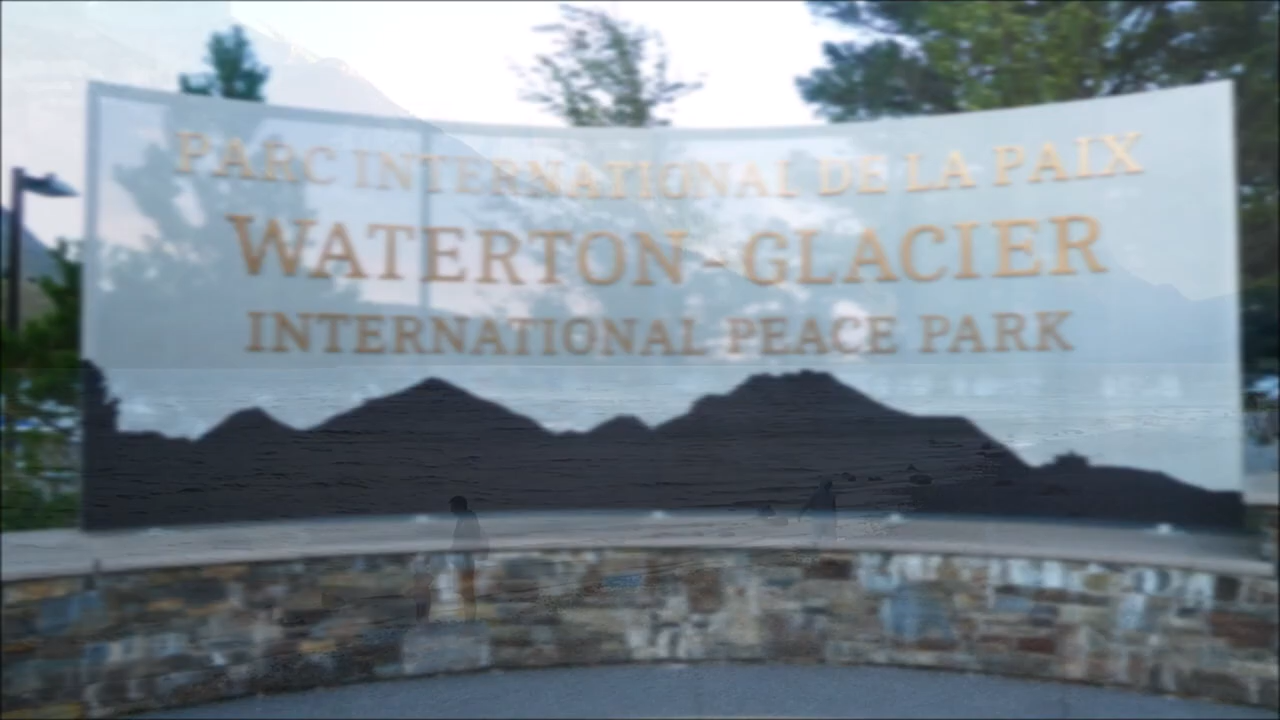 PARC INTERNATIONAL DE LA PAIX
WATERTON-GLACIER
INTERNATIONAL PEACE PARK